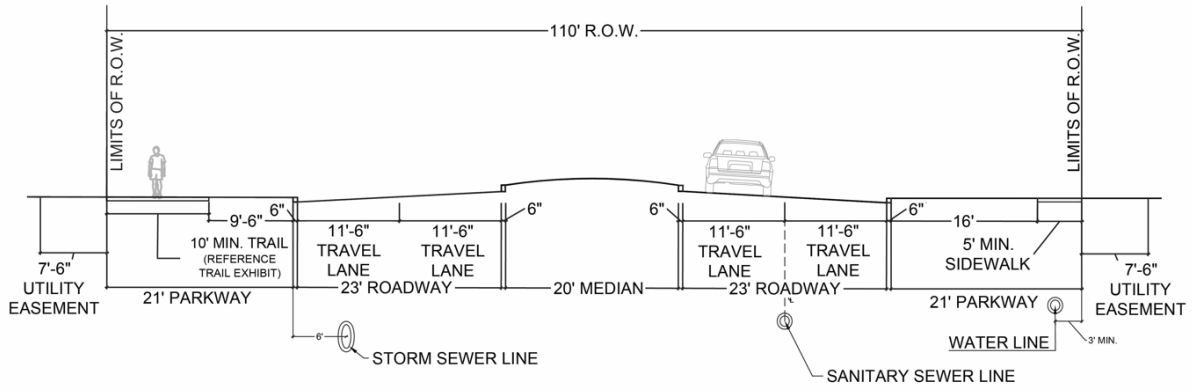 110' R.O.W.
LIMITS OF R.O.W.
LIMITS OF R.O.W.
9'-6"
6"
6"
6"
6"
16'
10' MIN. TRAIL
(REFERENCE
TRAIL EXHIBIT)
11'-6"
TRAVEL
LANE
11'-6"
TRAVEL
LANE
11'-6"
TRAVEL
LANE
11'-6"
TRAVEL
LANE
5' MIN.
SIDEWALK
7'-6"
UTILITY
EASEMENT
21' PARKWAY
23' ROADWAY
20' MEDIAN
23' ROADWAY
21' PARKWAY
7'-6"
UTILITY
EASEMENT
6'
STORM SEWER LINE
SANITARY SEWER LINE
WATER LINE
3' MIN.